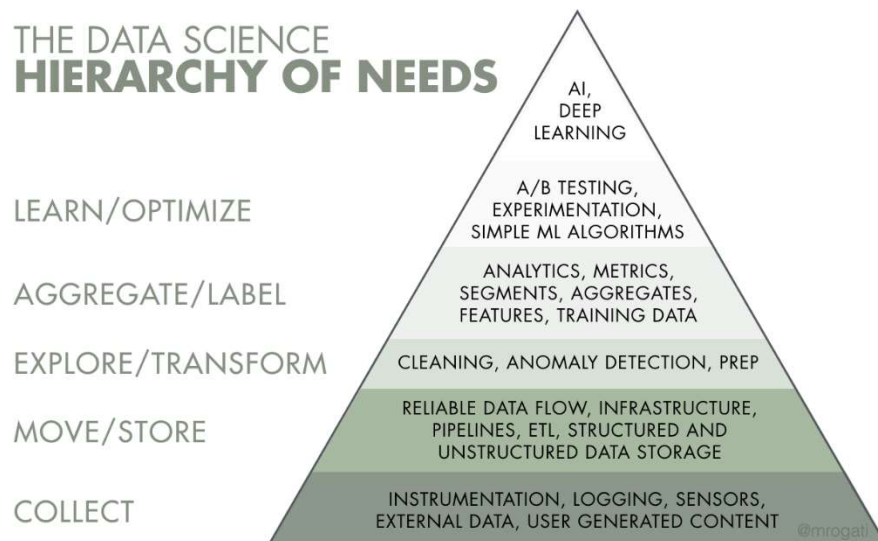 THE DATA SCIENCE
HIERARCHY OF NEEDS
AI,
DEEP
LEARNING
LEARN/OPTIMIZE
A/B TESTING,
EXPERIMENTATION,
SIMPLE ML ALGORITHMS
AGGREGATE/LABEL
ANALYTICS, METRICS,
SEGMENTS, AGGREGATES,
FEATURES, TRAINING DATA
EXPLORE/TRANSFORM
CLEANING, ANOMALY DETECTION, PREP
MOVE/STORE
RELIABLE DATA FLOW, INFRASTRUCTURE,
PIPELINES, ETL, STRUCTURED AND
UNSTRUCTURED DATA STORAGE
COLLECT
INSTRUMENTATION, LOGGING, SENSORS,
EXTERNAL DATA, USER GENERATED CONTENT
@mrogati